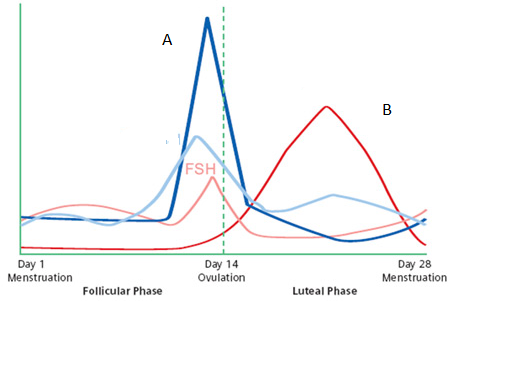 A
B
FSH
Day 1
Menstruation
Day 14
Ovulation
Day 28
Menstruation
Follicular Phase
Luteal Phase